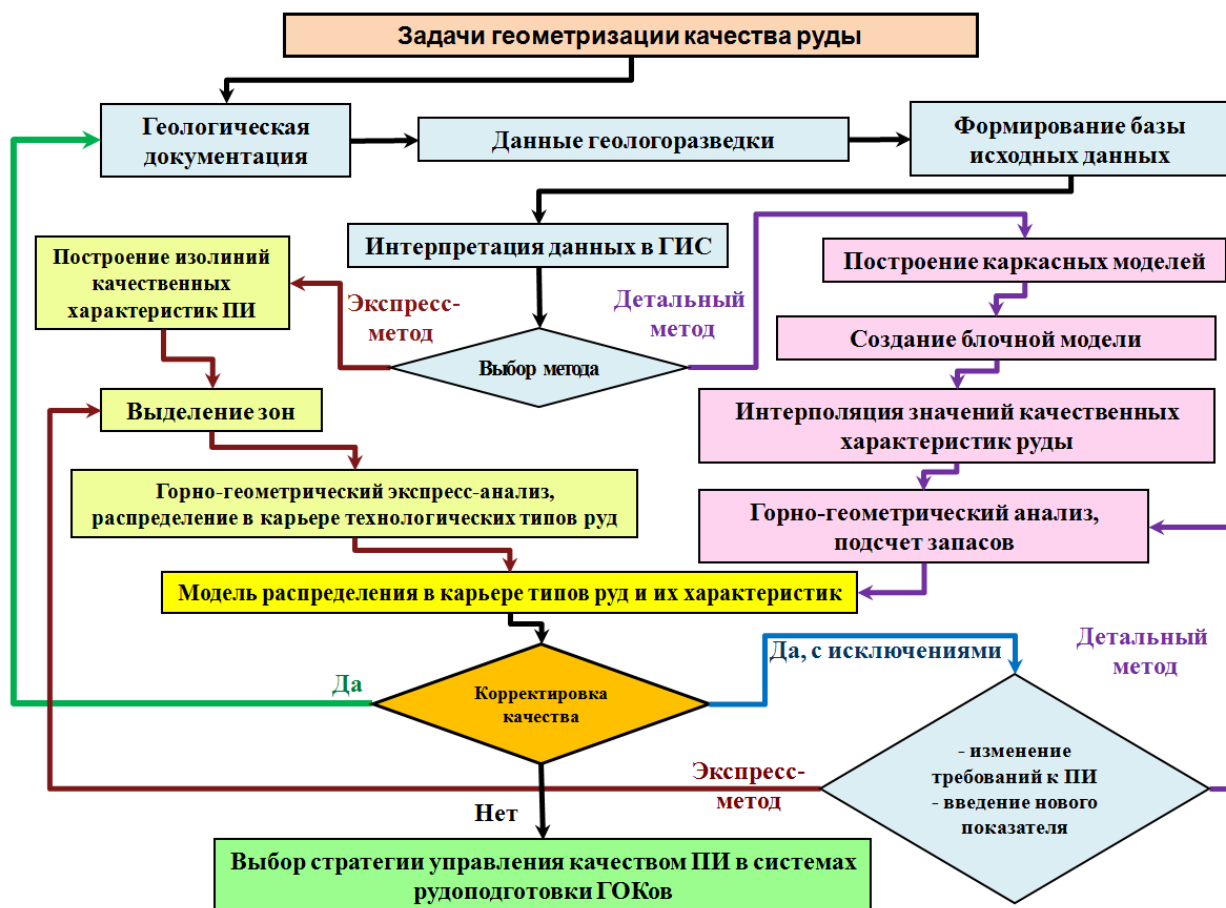 Задачи геометризации качества руды
Геологическая
документация
Данные геологоразведки
Формирование базы
исходных данных
Интерпретация данных в ГИС
Построение изолиний
качественных
характеристик ПИ
Экспресс-
метод
Детальный
метод
Построение каркасных моделей
Выбор метода
Создание блочной модели
Выделение зон
Интерполяция значений качественных
характеристик руды
Горно-геометрический экспресс-анализ,
распределение в карьере технологических типов руд
Горно-геометрический анализ,
подсчет запасов
Модель распределения в карьере типов руд и их характеристик
Да
Корректировка
качества
Да, с исключениями
Детальный
метод
Экспресс-
метод
- изменение
требований к ПИ
- введение нового
показателя
Нет
Выбор стратегии управления качеством ПИ в системах
рудоподготовки ГОКов